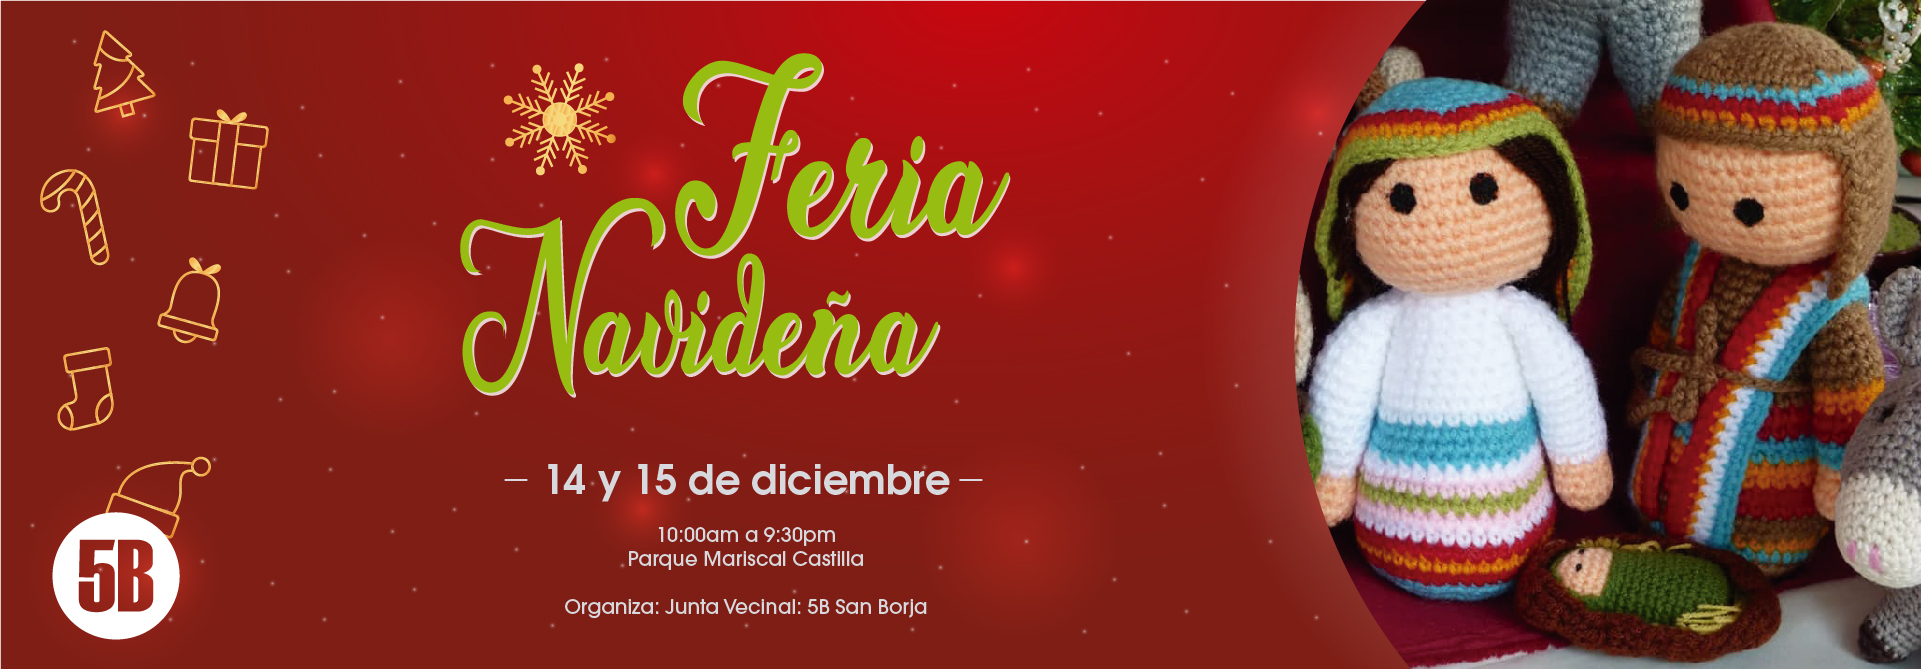 Feria
Navideña
14 y 15 de diciembre
10:00am a 9:30pm
Parque Mariscal Castilla
Organiza: Junta Vecinal: 5B San Borja
5B